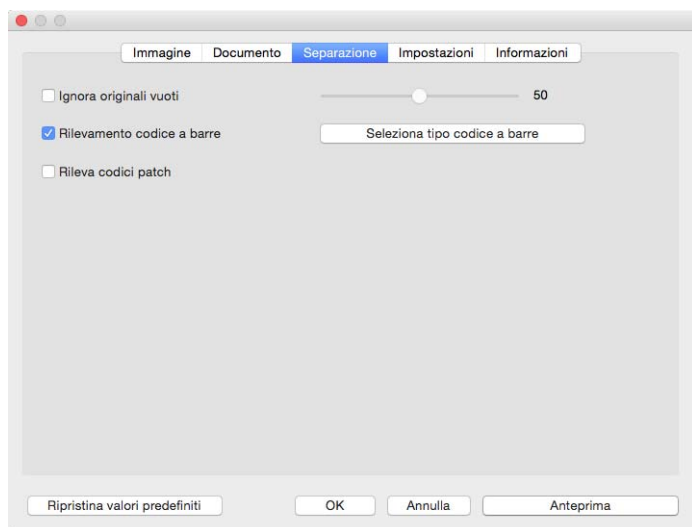 Immagine Documento Separazione Impostazioni Informazioni
Ignora originali vuoti 50
Rilevamento codice a barre Seleziona tipo codice a barre
Rileva codici patch
Ripristina valori predefiniti OK Annulla Anteprima